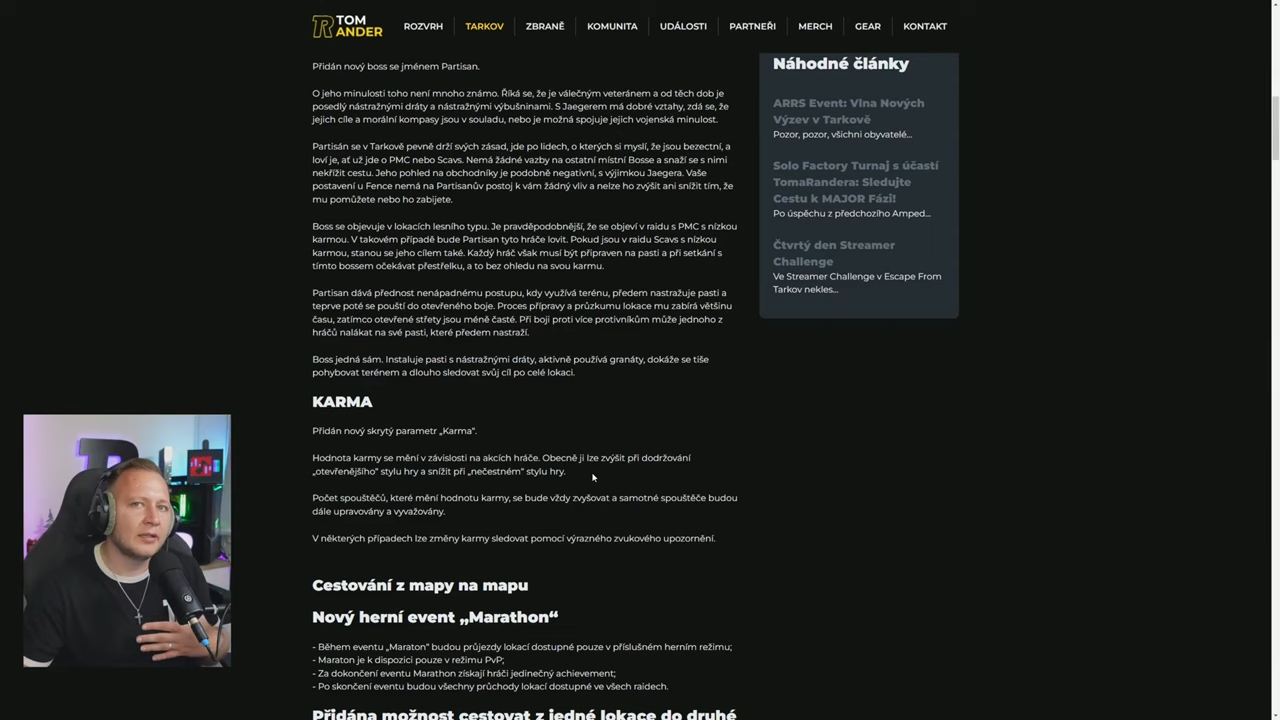 TOM
RANDER
ROZVRH
TARKOV
ZBRANĚ
KOMUNITA
UDÁLOSTI
PARTNEŘI
MERCH
GEAR
KONTAKT
Přidán nový boss se jménem Partisan.
O jeho minulosti toho není mnoho známo. Říká se, že je válečným veteránem a od těch dob je
posedlý nástražnými dráty a nástražnými výbušninami. S Jaegerem má dobré vztahy, zdá se, že
jejich cíle a morální kompasy jsou v souladu, nebo je možná spojuje jejich vojenská minulost.
Partisán se v Tarkově pevně drží svých zásad, jde po lidech, o kterých si myslí, že jsou bezectní, a
loví je, ať už jde o PMC nebo Scavs. Nemá žádné vazby na ostatní místní Bosse a snaží se s nimi
nekřížit cestu. Jeho pohled na obchodníky je podobně negativní, s výjimkou Jaegera. Vaše
postavení u Fence nemá na Partisanův postoj k vám žádný vliv a nelze ho zvýšit ani snížit tím, že
mu pomůžete nebo ho zabijete.
Boss se objevuje v lokacích lesního typu. Je pravděpodobnější, že se objeví v raidu s PMC s nízkou
karmou. V takovém případě bude Partisan tyto hráče lovit. Pokud jsou v raidu Scavs s nízkou
karmou, stanou se jeho cílem také. Každý hráč však musí být připraven na pasti a při setkání s
tímto bossem očekávat přestřelku, a to bez ohledu na svou karmu.
Partisan dává přednost nenápadnému postupu, kdy využívá terénu, předem nastražuje pasti a
teprve poté se pouští do otevřeného boje. Proces přípravy a průzkumu lokace mu zabírá většinu
času, zatímco otevřené střety jsou méně časté. Při boji proti více protivníkům může jednoho z
hráčů nalákat na své pasti, které předem nastraží.
Boss jedná sám. Instaluje pasti s nástražnými dráty, aktivně používá granáty, dokáže se tiše
pohybovat terénem a dlouho sledovat svůj cíl po celé lokaci.
KARMA
Přidán nový skrytý parametr „Karma“.
Hodnota karmy se mění v závislosti na akcích hráče. Obecně ji lze zvýšit při dodržování
„otevřenějšího“ stylu hry a snížit při „nečestném“ stylu hry.
Počet spouštěčů, které mění hodnotu karmy, se bude vždy zvyšovat a samotné spouštěče budou
dále upravovány a vyvažovány.
V některých případech lze změny karmy sledovat pomocí výrazného zvukového upozornění.
Cestování z mapy na mapu
Nový herní event „Marathon“
- Během eventu „Maraton“ budou průjezdy lokací dostupné pouze v příslušném herním režimu;
- Maraton je k dispozici pouze v režimu PvP;
- Za dokončení eventu Marathon získají hráči jedinečný achievement;
- Po skončení eventu budou všechny průchody lokací dostupné ve všech raidech.
Přidána možnost cestovat z jedné lokace do druhé
Náhodné články
ARRS Event: Vlna Nových
Výzev v Tarkově
Pozor, pozor, všichni obyvatelé...
Solo Factory Turnaj s účastí
TomaRandera: Sledujte
Cestu k MAJOR Fázi!
Po úspěchu z předchozího Amped...
Čtvrtý den Streamer
Challenge
Ve Streamer Challenge v Escape From
Tarkov nekles...